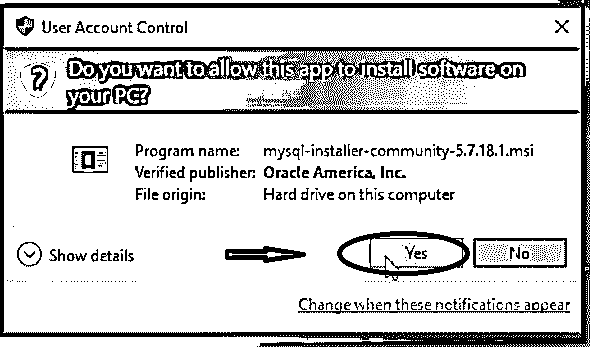 User Account Control
Do you want to allow this app to install software on
your PC?
Program name: mysql-installer-community-5.7.18.1.msi
Verified publisher: Oracle America, Inc.
File origin: Hard drive on this computer
Show details
Yes
No
Change when these notifications appear